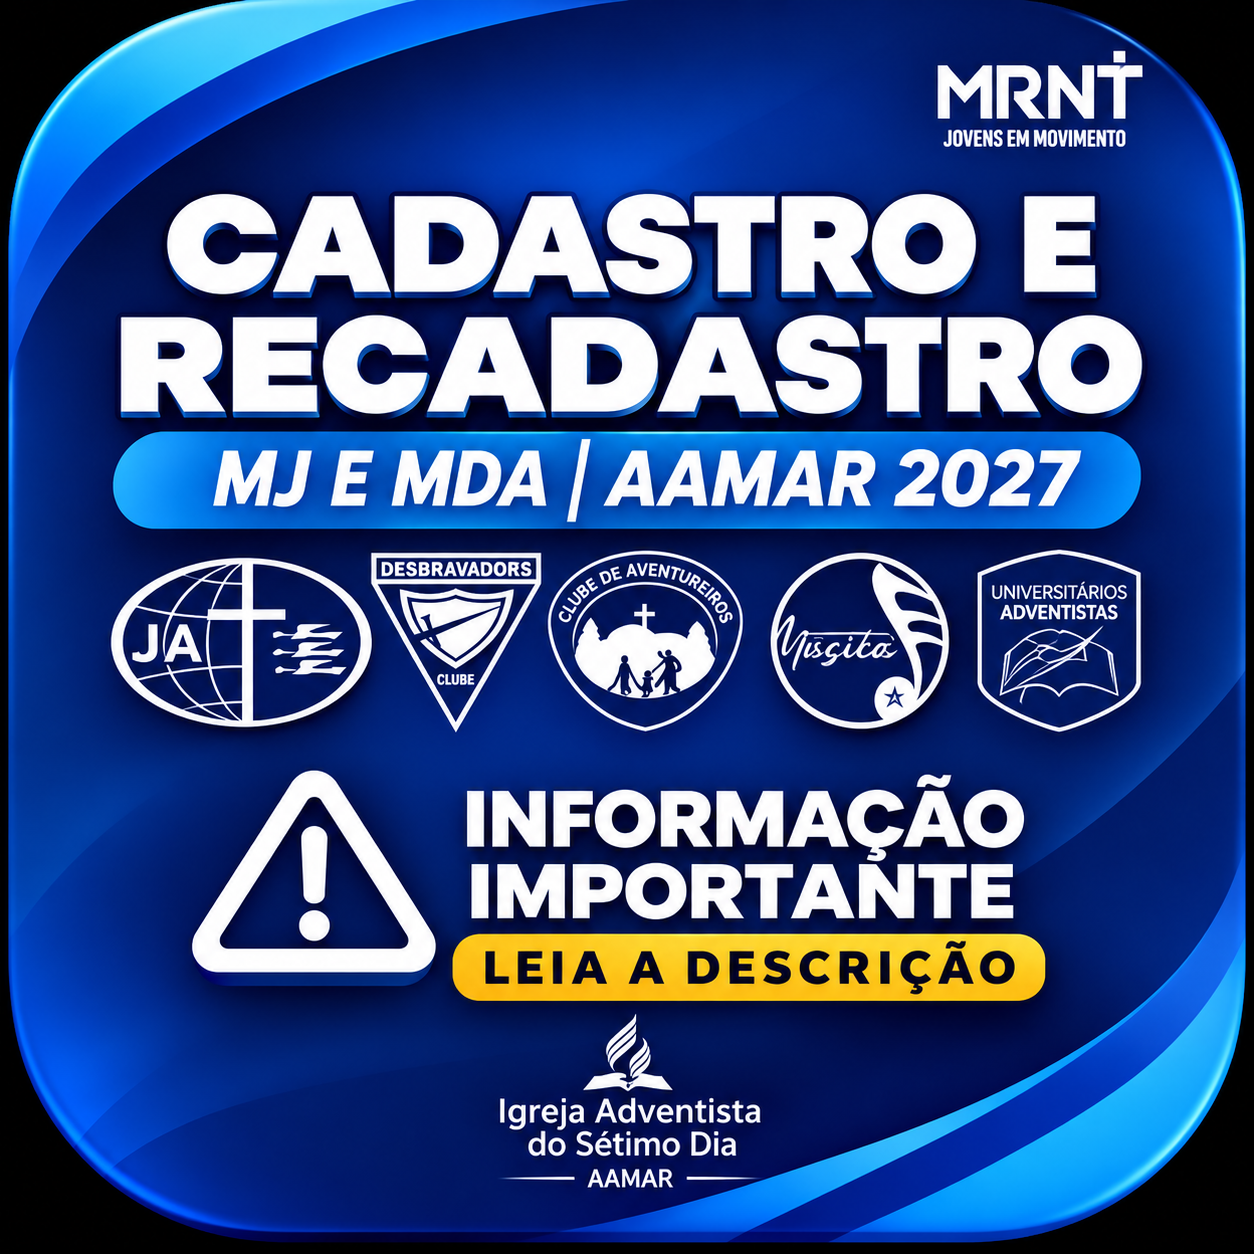 MRNT
JOVENS EM MOVIMENTO
CADASTRO E
RECADASTRO
MJ E MDA | AAMAR 2027
JA
DESBRAVADORS
CLUBE
CLUBE DE AVENTUREIROS
UNIVERSITÁRIOS
ADVENTISTAS
INFORMAÇÃO
IMPORTANTE
LEIA A DESCRIÇÃO
Igreja Adventista
do Sétimo Dia
AAMAR